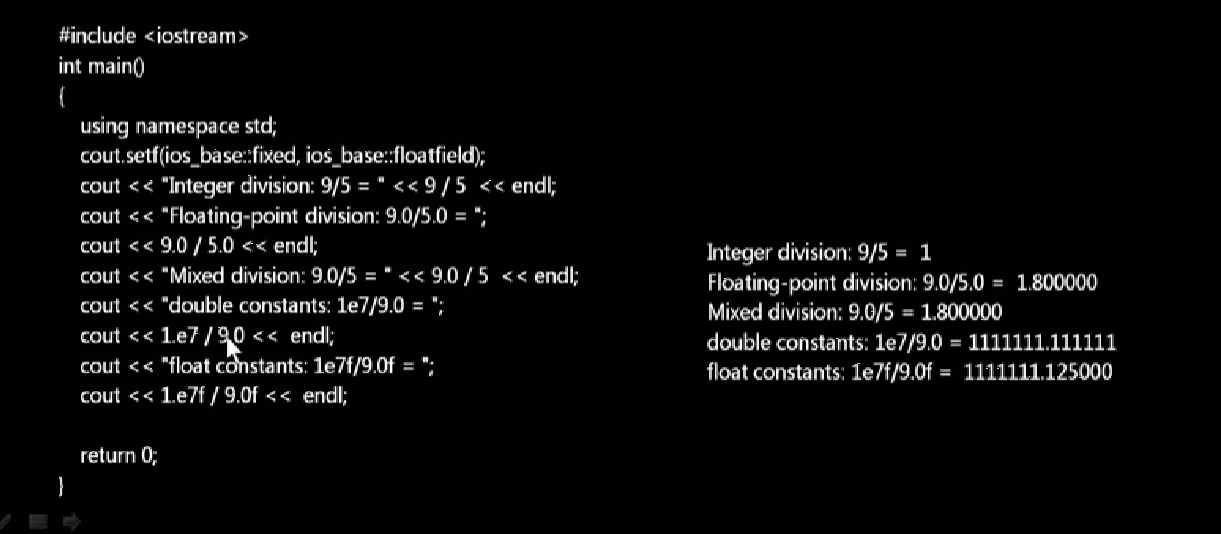 #include <iostream>
int main()
{
using namespace std;
cout.setf(ios_base::fixed, ios_base::floatfield);
cout << "Integer division: 9/5 = " << 9 / 5  << endl;
cout << "Floating-point division: 9.0/5.0 = ";
cout << 9.0 / 5.0 << endl;
cout << "Mixed division: 9.0/5 = " << 9.0 / 5  << endl;
cout << "double constants: 1e7/9.0 = ";
cout << 1.e7 / 9.0 <<  endl;
cout << "float constants: 1e7f/9.0f = ";
cout << 1.e7f / 9.0f <<  endl;
return 0;
}
Integer division: 9/5 =  1
Floating-point division: 9.0/5.0 =  1.800000
Mixed division: 9.0/5 = 1.800000
double constants: 1e7/9.0 = 1111111.111111
float constants: 1e7f/9.0f =  1111111.125000